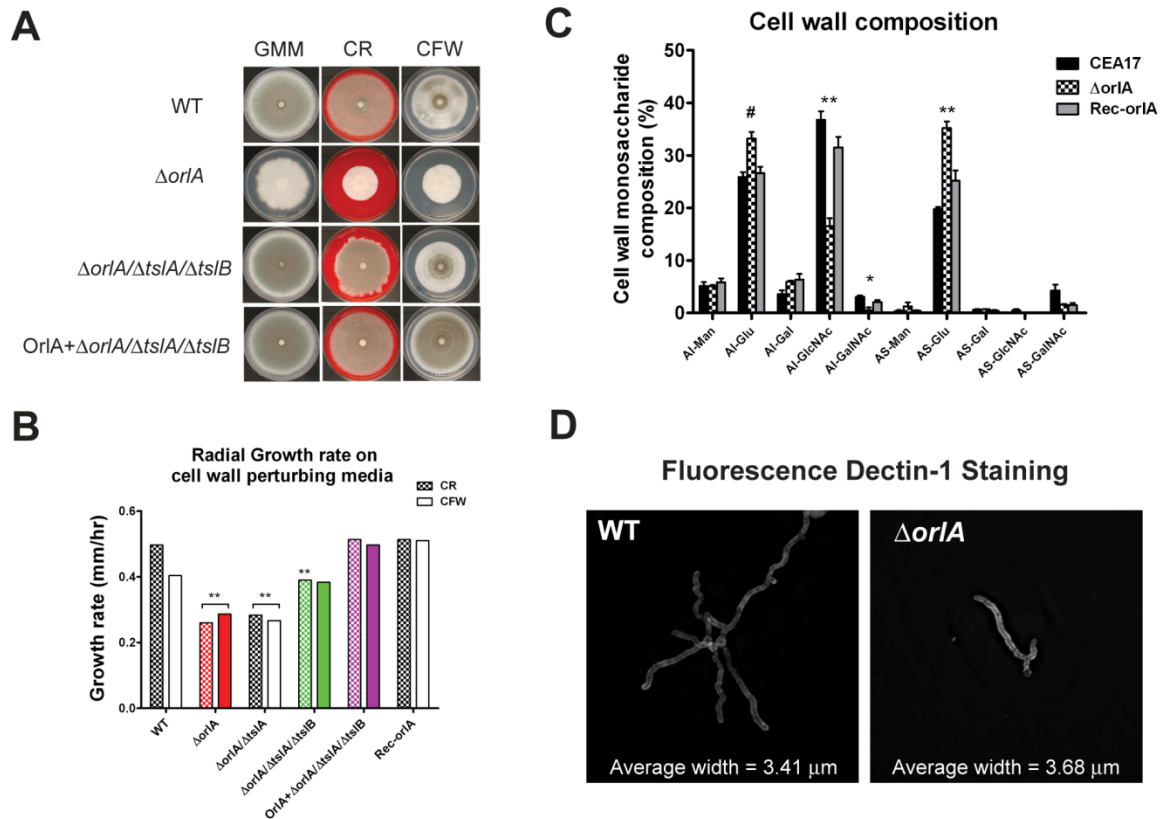 A
GMM CR CFW
WT
ΔorlA
ΔorlA/ΔtslA/ΔtslB
OrlA+ΔorlA/ΔtslA/ΔtslB
B
Radial Growth rate on
cell wall perturbing media
CR
CFW
Growth rate (mm/hr)
0.6
0.4
0.2
0.0
**
**
**
WT
ΔorlA
ΔorlA/ΔtslA
ΔorlA/ΔtslA/ΔtslB
OrlA+ΔorlA/ΔtslA/ΔtslB
Rec-orlA
C
Cell wall composition
CEA17
ΔorlA
Rec-orlA
Cell wall monosaccharide
composition (%)
50
40
30
20
10
0
#
**
*
**
AI-Man
AI-Glu
AI-Gal
AI-GlcNAc
AI-GalNAc
AS-Man
AS-Glu
AS-Gal
AS-GlcNAc
AS-GalNAc
D
Fluorescence Dectin-1 Staining
WT
Average width = 3.41 μm
ΔorlA
Average width = 3.68 μm